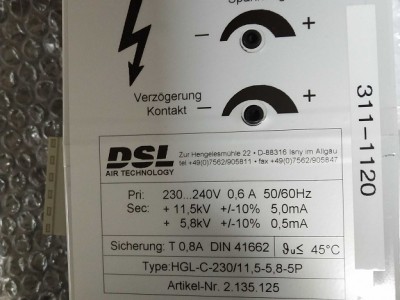 − +
Verzögerung
Kontakt − +
311-1120
DSL
AIR TECHNOLOGY
Zur Hengelesmühle 22 • D-88316 Isny im Allgäu
tel +49(0)7562/905811 • fax +49(0)7562/905847
Pri: 230...240V 0,6 A 50/60Hz
Sec: + 11,5kV +/-10% 5,0mA
+ 5,8kV +/-10% 0,5mA
Sicherung: T 0,8A DIN 41662 ϑu≤ 45°C
Type:HGL-C-230/11,5-5,8-5P
Artikel-Nr. 2.135.125